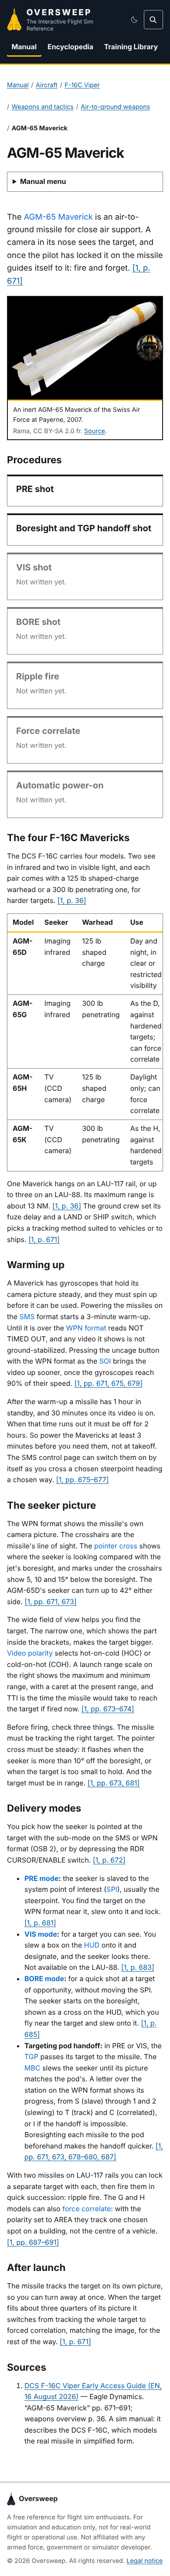 OVERSWEEP
The Interactive Flight Sim
Reference
Manual Encyclopedia Training Library
Manual / Aircraft / F-16C Viper
/ Weapons and tactics / Air-to-ground weapons
/ AGM-65 Maverick
AGM-65 Maverick
Manual menu
The AGM-65 Maverick is an air-to-
ground missile for close air support. A
camera in its nose sees the target, and
once the pilot has locked it on the missile
guides itself to it: fire and forget. [1, p.
671]
An inert AGM-65 Maverick of the Swiss Air
Force at Payerne, 2007.
Rama, CC BY-SA 2.0 fr. Source.
Procedures
PRE shot
Boresight and TGP handoff shot
VIS shot
Not written yet.
BORE shot
Not written yet.
Ripple fire
Not written yet.
Force correlate
Not written yet.
Automatic power-on
Not written yet.
The four F-16C Mavericks
The DCS F-16C carries four models. Two see
in infrared and two in visible light, and each
pair comes with a 125 lb shaped-charge
warhead or a 300 lb penetrating one, for
harder targets. [1, p. 36]
Model Seeker Warhead Use
AGM-65D Imaging infrared 125 lb shaped charge Day and night, in clear or restricted visibility
AGM-65G Imaging infrared 300 lb penetrating As the D, against hardened targets; can force correlate
AGM-65H TV (CCD camera) 125 lb shaped charge Daylight only; can force correlate
AGM-65K TV (CCD camera) 300 lb penetrating As the H, against hardened targets
One Maverick hangs on an LAU-117 rail, or up
to three on an LAU-88. Its maximum range is
about 13 NM. [1, p. 36] The ground crew sets its
fuze delay and a LAND or SHIP switch, which
picks a tracking method suited to vehicles or to
ships. [1, p. 671]
Warming up
A Maverick has gyroscopes that hold its
camera picture steady, and they must spin up
before it can be used. Powering the missiles on
the SMS format starts a 3-minute warm-up.
Until it is over the WPN format reads NOT
TIMED OUT, and any video it shows is not
ground-stabilized. Pressing the uncage button
with the WPN format as the SOI brings the
video up sooner, once the gyroscopes reach
90% of their speed. [1, pp. 671, 675, 679]
After the warm-up a missile has 1 hour in
standby, and 30 minutes once its video is on.
When that time runs out it must be off for 2
hours. So power the Mavericks at least 3
minutes before you need them, not at takeoff.
The SMS control page can switch them on by
itself as you cross a chosen steerpoint heading
a chosen way. [1, pp. 675–677]
The seeker picture
The WPN format shows the missile's own
camera picture. The crosshairs are the
missile's line of sight. The pointer cross shows
where the seeker is looking compared with the
jet's heading, and marks under the crosshairs
show 5, 10 and 15° below the boresight. The
AGM-65D's seeker can turn up to 42° either
side. [1, pp. 671, 673]
The wide field of view helps you find the
target. The narrow one, which shows the part
inside four brackets, makes it look bigger.
Video polarity selects hot-on-cold (HOC) or
cold-on-hot (COH). A launch range scale on
the right shows the maximum and minimum
range, with a caret at the present range, and
TTI is the time the missile would take to reach
the target if fired now. [1, pp. 673–674]
Before firing, check three things. The missile
must be tracking the right target. The pointer
cross must be steady: it flashes when the
seeker is more than 10° off the boresight, or
the target is too small to hold. And the target
must be in range. [1, pp. 673, 681]
Delivery modes
You pick how the seeker is pointed at the
target with the sub-mode on the SMS or WPN
format (OSB 2), or by depressing the RDR
CURSOR/ENABLE switch. [1, p. 672]
PRE mode: the missile is slaved to the
system point of interest (SPI), usually a
steerpoint. You find the target on the
WPN format near it, slew onto it and lock.
[1, p. 681]
VIS mode: for a target you can see. You
slew a box on the HUD onto it and
designate, and the seeker looks there.
Not available on the LAU-88. [1, p. 683]
BORE mode: for a quick shot at a target
of opportunity, without moving the SPI.
The seeker starts on the boresight,
shown as a cross on the HUD, which you
fly onto the target and slew onto it. [1, p.
685]
Targeting pod handoff: in PRE or VIS, the
TGP passes its target to the missile. The
MBC slews the seeker until its picture
matches the pod's. A letter over the
station on the WPN format shows its
progress, from S (slaved) through 1 and 2
(slewing) to T (track) and C (correlated),
or I if the handoff is impossible.
Boresighting each missile to the pod
beforehand makes the handoff quicker. [1,
pp. 671, 673, 678–680, 687]
With two missiles on LAU-117 rails you can lock
a separate target with each, then fire them in
quick succession: ripple fire. The G and H
models can also force correlate: with the
polarity set to AREA they track one chosen
spot on a building, not the centre of a vehicle.
[1, pp. 687–691]
After launch
The missile tracks the target on its own picture,
so you can turn away at once. When the target
fills about three quarters of its picture it
switches from tracking the whole target to
force correlation, matching the image, for the
rest of the way. [1, p. 671]
Sources
1. DCS F-16C Viper Early Access Guide (EN,
16 August 2026) — Eagle Dynamics.
“AGM-65 Maverick” pp. 671–691;
weapons overview p. 36. A sim manual: it
describes the DCS F-16C, which models
the real missile in simplified form.
Oversweep
A free reference for flight sim enthusiasts. For
simulation and education only, not for real-world
flight or operational use. Not affiliated with any
armed force, government or simulator developer.
© 2026 Oversweep. All rights reserved. Legal notice